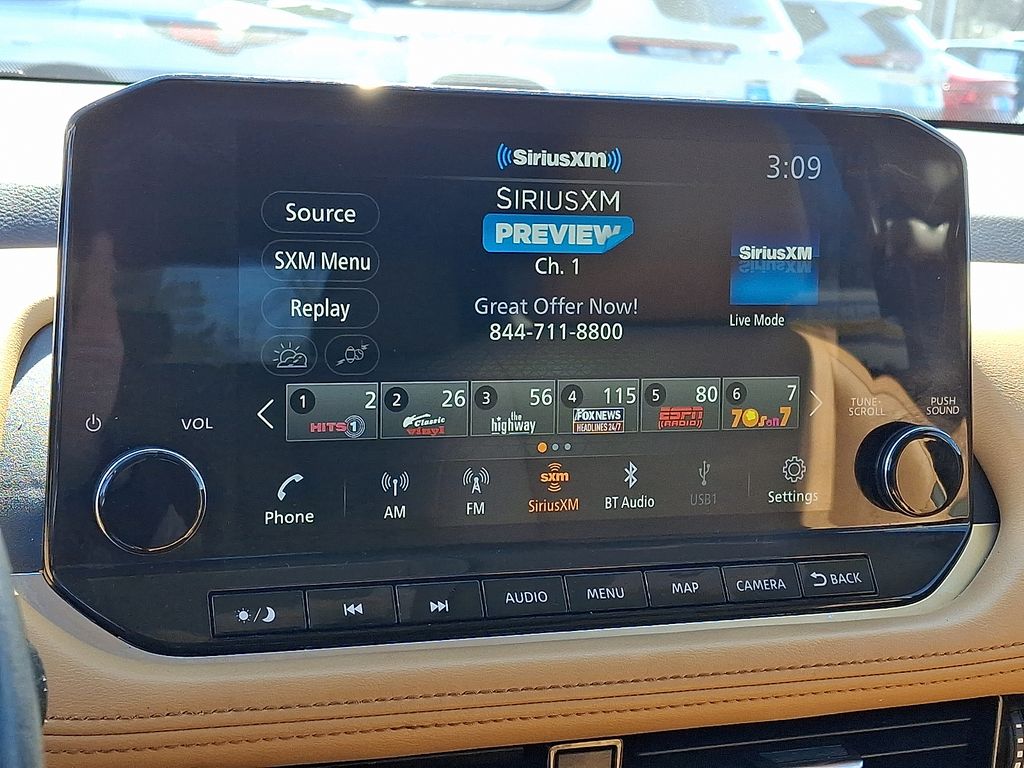 SiriusXM
3:09
SIRIUSXM
PREVIEW
Ch. 1
Great Offer Now!
844-711-8800
Source
SXM Menu
Replay
SiriusXM
Live Mode
VOL
TUNE·
SCROLL
PUSH
SOUND
1 2
HITS 1
2 26
Classic
vinyl
3 56
the
highway
4 115
FOX NEWS
HEADLINES 24/7
5 80
ESPN
RADIO
6 7
70s on 7
Phone
AM
FM
sxm
SiriusXM
BT Audio
USB1
Settings
AUDIO
MENU
MAP
CAMERA
BACK